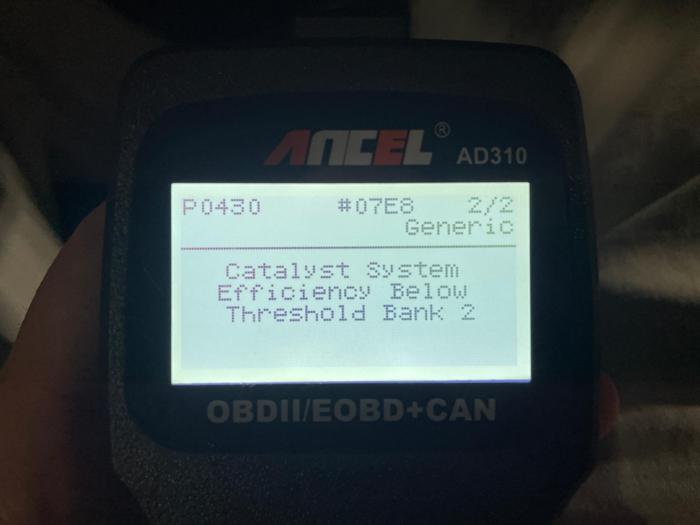 ANCEL® AD310
P0430 #07E8 2/2
Generic
Catalyst System
Efficiency Below
Threshold Bank 2
OBDII/EOBD+CAN